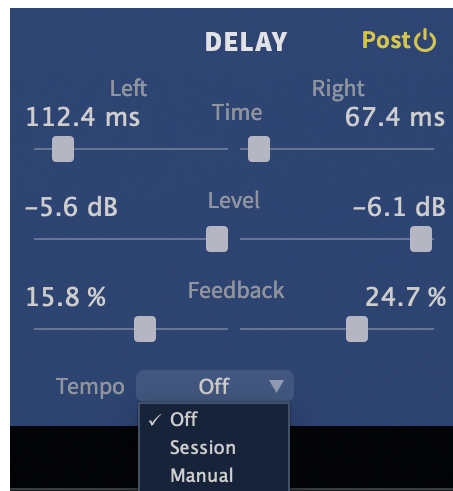 DELAY Post
Left Right
112.4 ms Time 67.4 ms
−5.6 dB Level −6.1 dB
15.8 % Feedback 24.7 %
Tempo Off ▼
✓ Off
Session
Manual